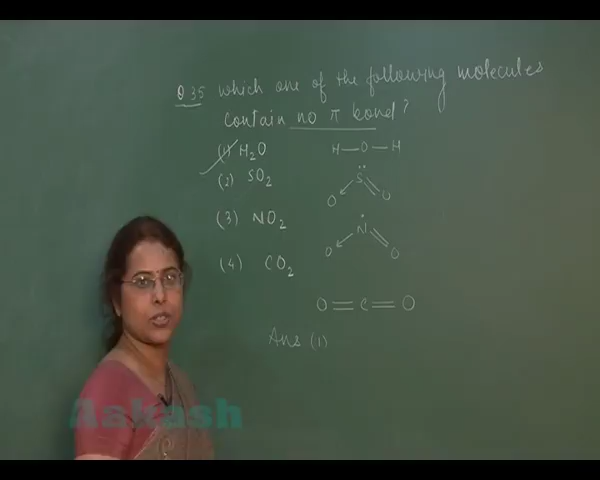 Q.35 Which one of the following molecules
contain no π bond?
(1) H2O H—O—H
(2) SO2 S O O
(3) NO2 N O O
(4) CO2 O=C=O
Ans (1)
Aakash